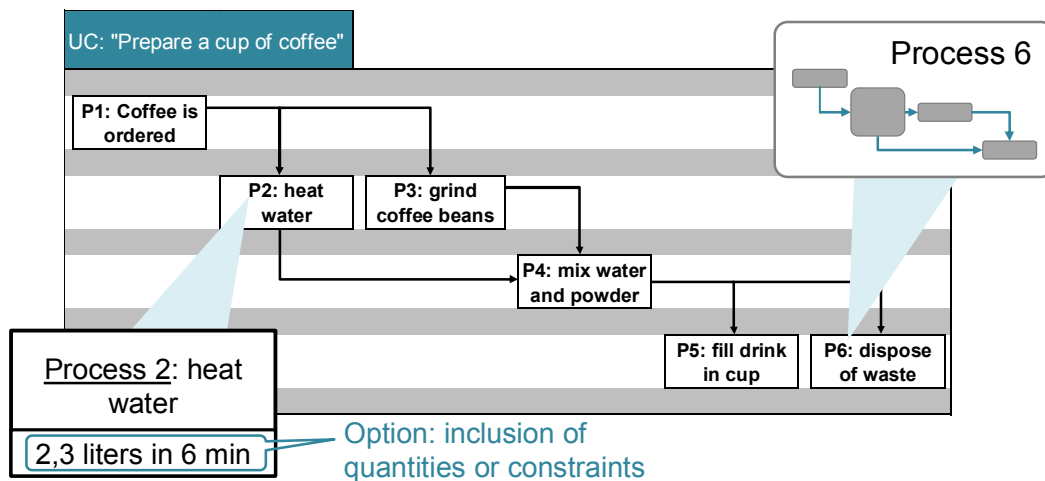 UC: "Prepare a cup of coffee"
Process 6
P1: Coffee is
ordered
P2: heat
water
P3: grind
coffee beans
P4: mix water
and powder
P5: fill drink
in cup
P6: dispose
of waste
Process 2: heat
water
2,3 liters in 6 min
Option: inclusion of
quantities or constraints